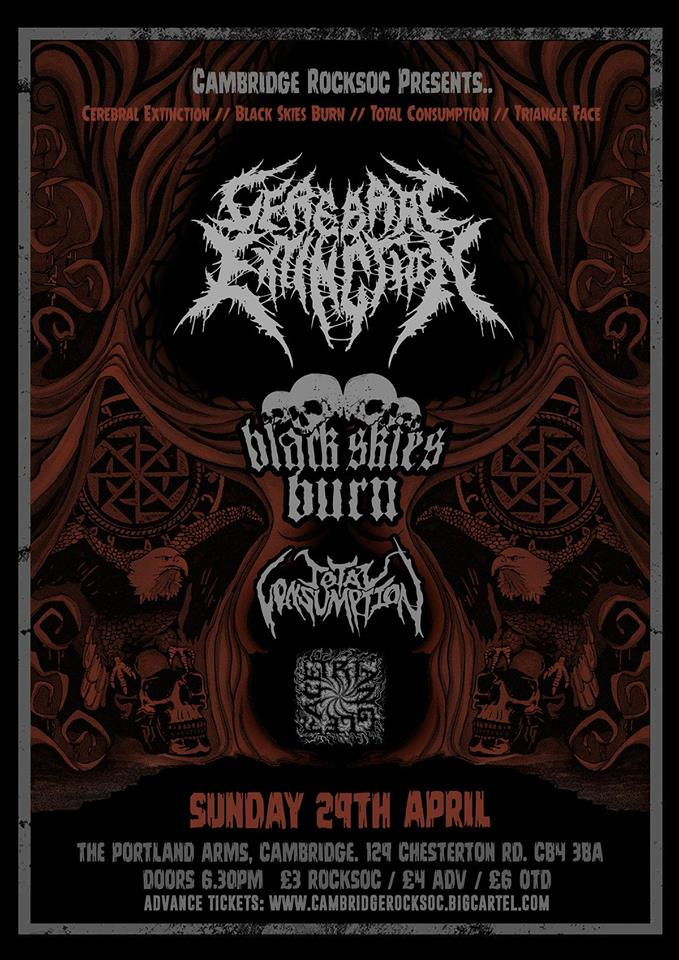 Cambridge Rocksoc Presents..
Cerebral Extinction // Black Skies Burn // Total Consumption // Triangle Face
CEREBRAL
EXTINCTION
black skies
burn
TOTAL
CONSUMPTION
TRIANGLE FACE
SUNDAY 29TH APRIL
THE PORTLAND ARMS, CAMBRIDGE. 129 CHESTERTON RD. CB4 3BA
DOORS 6.30PM £3 ROCKSOC / £4 ADV / £6 OTD
ADVANCE TICKETS: WWW.CAMBRIDGEROCKSOC.BIGCARTEL.COM